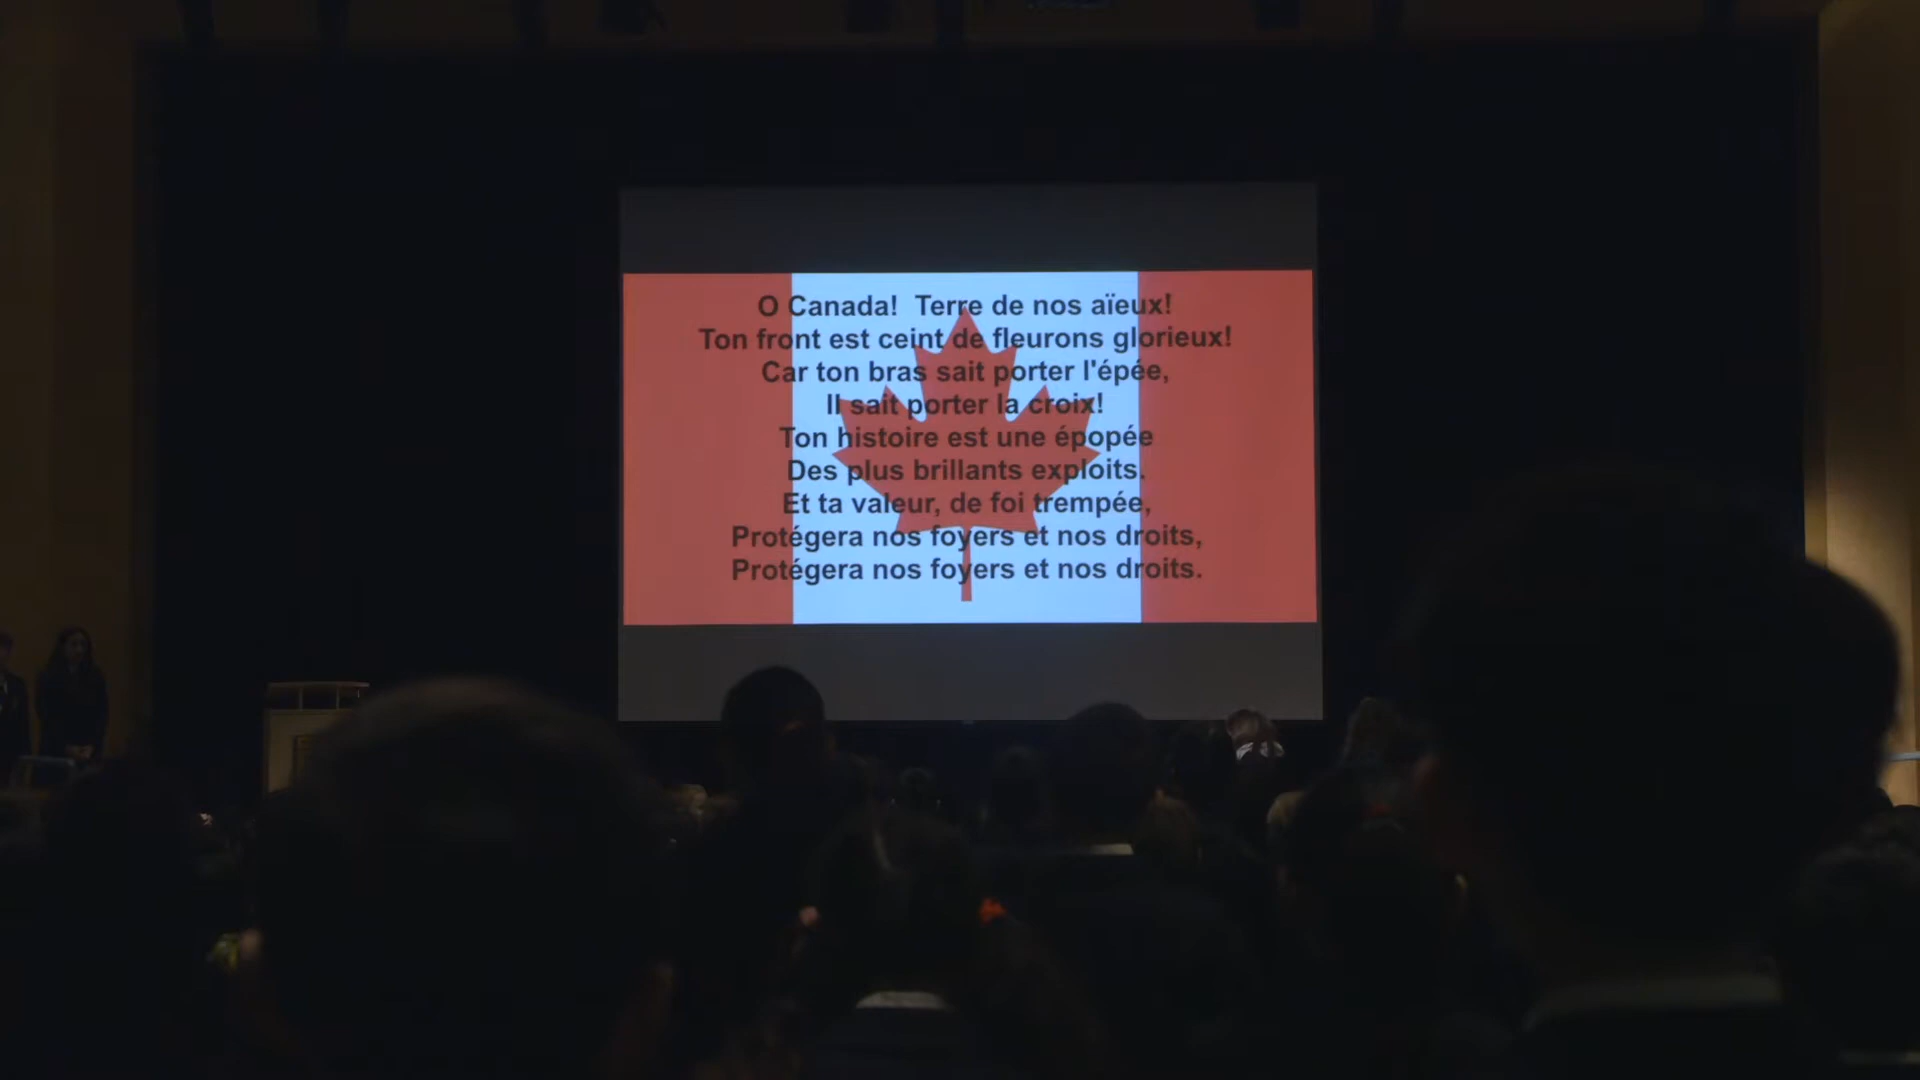 O Canada!  Terre de nos aïeux!
Ton front est ceint de fleurons glorieux!
Car ton bras sait porter l'épée,
Il sait porter la croix!
Ton histoire est une épopée
Des plus brillants exploits.
Et ta valeur, de foi trempée,
Protégera nos foyers et nos droits,
Protégera nos foyers et nos droits.